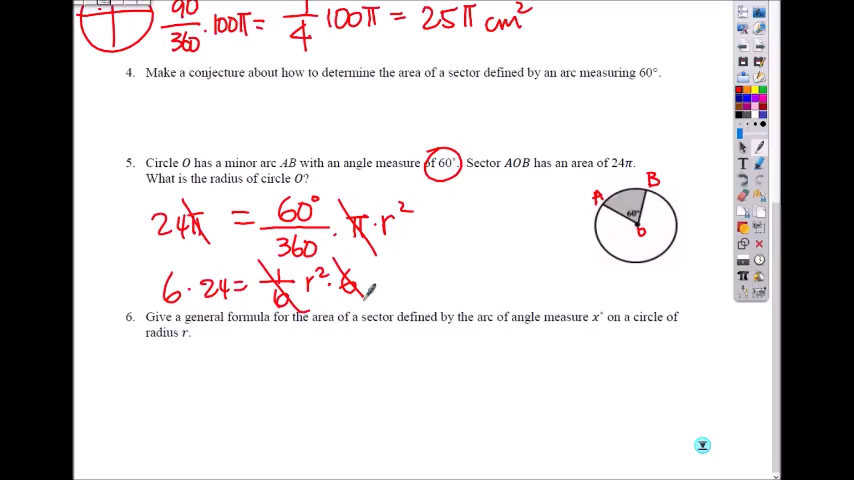 90/360 · 100π = 1/4 100π = 25π cm²
4. Make a conjecture about how to determine the area of a sector defined by an arc measuring 60°.
5. Circle O has a minor arc AB with an angle measure of 60°. Sector AOB has an area of 24π.
What is the radius of circle O?
A B
60°
O
24π = 60°/360 · π · r²
6 · 24 = 1/6 r² · 6
6. Give a general formula for the area of a sector defined by the arc of angle measure x° on a circle of
radius r.